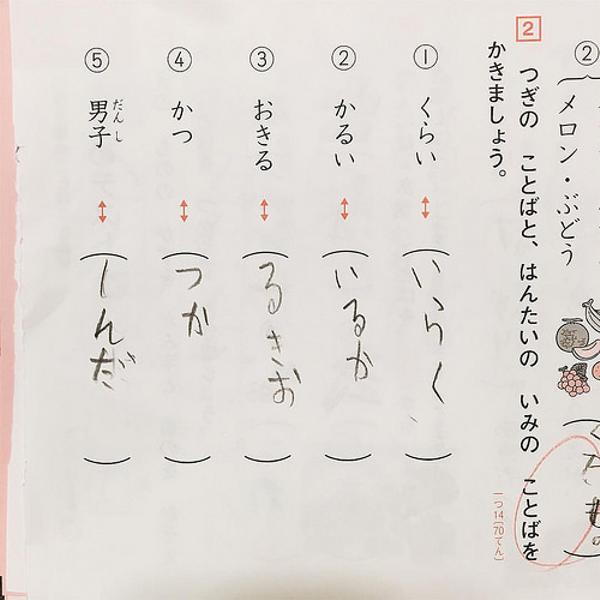 ②
メロン・ぶどう
2 つぎの ことばと、はんたいの いみの ことばを
かきましょう。
一つ14〔70てん〕
① くらい ↔ (いらく)
② かるい ↔ (いるか)
③ おきる ↔ (るきお)
④ かつ ↔ (つか)
⑤ 男子 ↔ (しんだ)
だんし